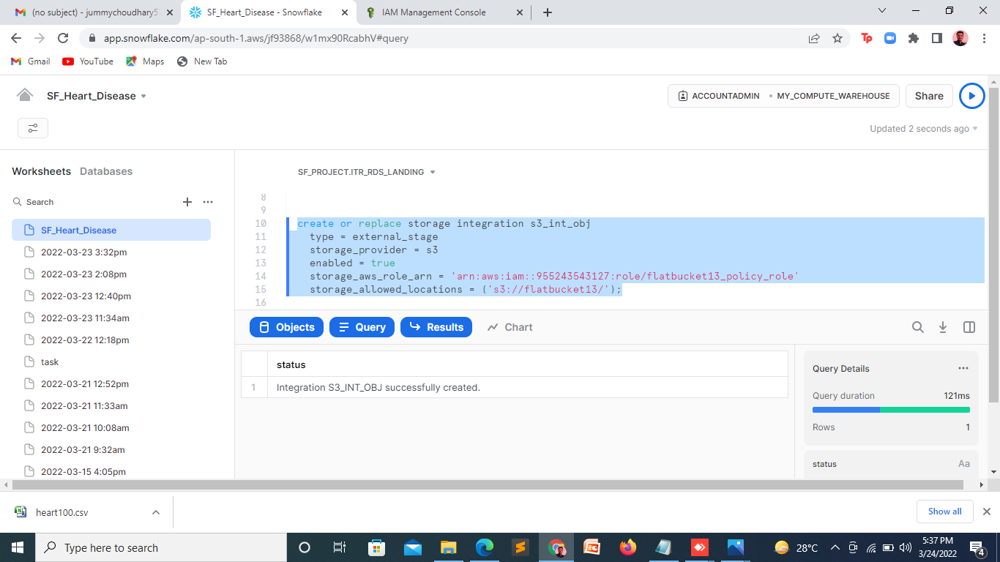 (no subject) - jummychoudhary5
SF_Heart_Disease - Snowflake
IAM Management Console
app.snowflake.com/ap-south-1.aws/jf93868/w1mx90RcabhV#query
Tp
Gmail
YouTube
Maps
New Tab
SF_Heart_Disease
ACCOUNTADMIN
MY_COMPUTE_WAREHOUSE
Share
Updated 2 seconds ago
Worksheets
Databases
SF_PROJECT.ITR_RDS_LANDING
Search
SF_Heart_Disease
2022-03-23 3:32pm
2022-03-23 2:08pm
2022-03-23 12:40pm
2022-03-23 11:34am
2022-03-22 12:18pm
task
2022-03-21 12:52pm
2022-03-21 11:33am
2022-03-21 10:08am
2022-03-21 9:32am
2022-03-15 4:05pm
8
9
10 create or replace storage integration s3_int_obj
11 type = external_stage
12 storage_provider = s3
13 enabled = true
14 storage_aws_role_arn = 'arn:aws:iam::955243543127:role/flatbucket13_policy_role'
15 storage_allowed_locations = ('s3://flatbucket13/');
16
Objects
Query
Results
Chart
status
1 Integration S3_INT_OBJ successfully created.
Query Details
Query duration 121ms
Rows 1
status Aa
heart100.csv
Show all
Type here to search
28°C
5:37 PM
3/24/2022
4